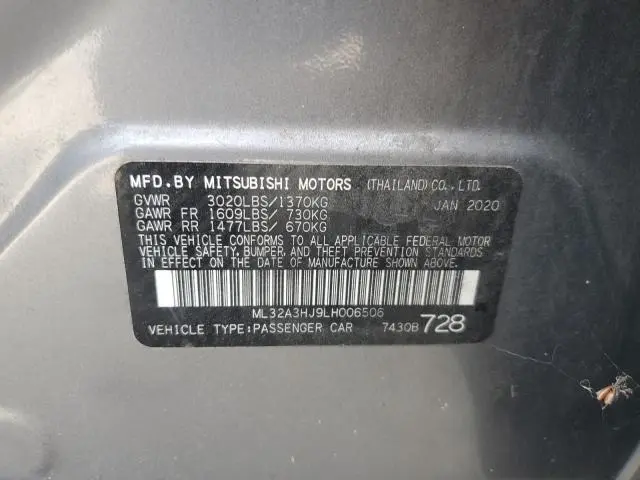 MFD.BY MITSUBISHI MOTORS (THAILAND) CO., LTD.
GVWR 3020LBS/1370KG JAN 2020
GAWR FR 1609LBS/ 730KG
GAWR RR 1477LBS/ 670KG
THIS VEHICLE CONFORMS TO ALL APPLICABLE FEDERAL MOTOR
VEHICLE SAFETY, BUMPER, AND THEFT PREVENTION STANDARDS
IN EFFECT ON THE DATE OF MANUFACTURE SHOWN ABOVE.
ML32A3HJ9LH006506
VEHICLE TYPE:PASSENGER CAR 7430B 728